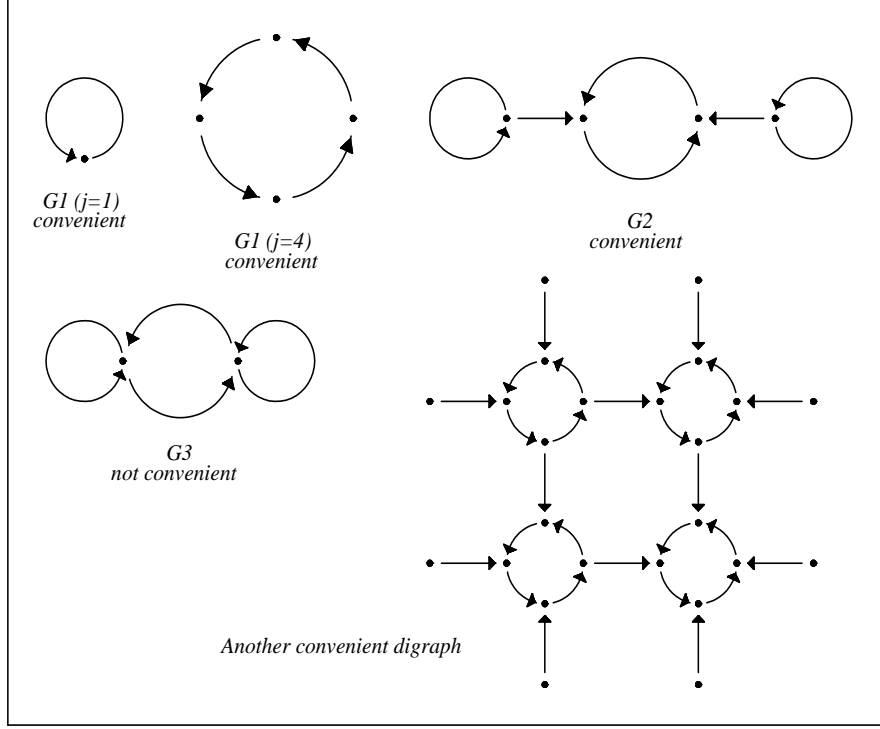 G1 (j=1)
convenient
G1 (j=4)
convenient
G2
convenient
G3
not convenient
Another convenient digraph